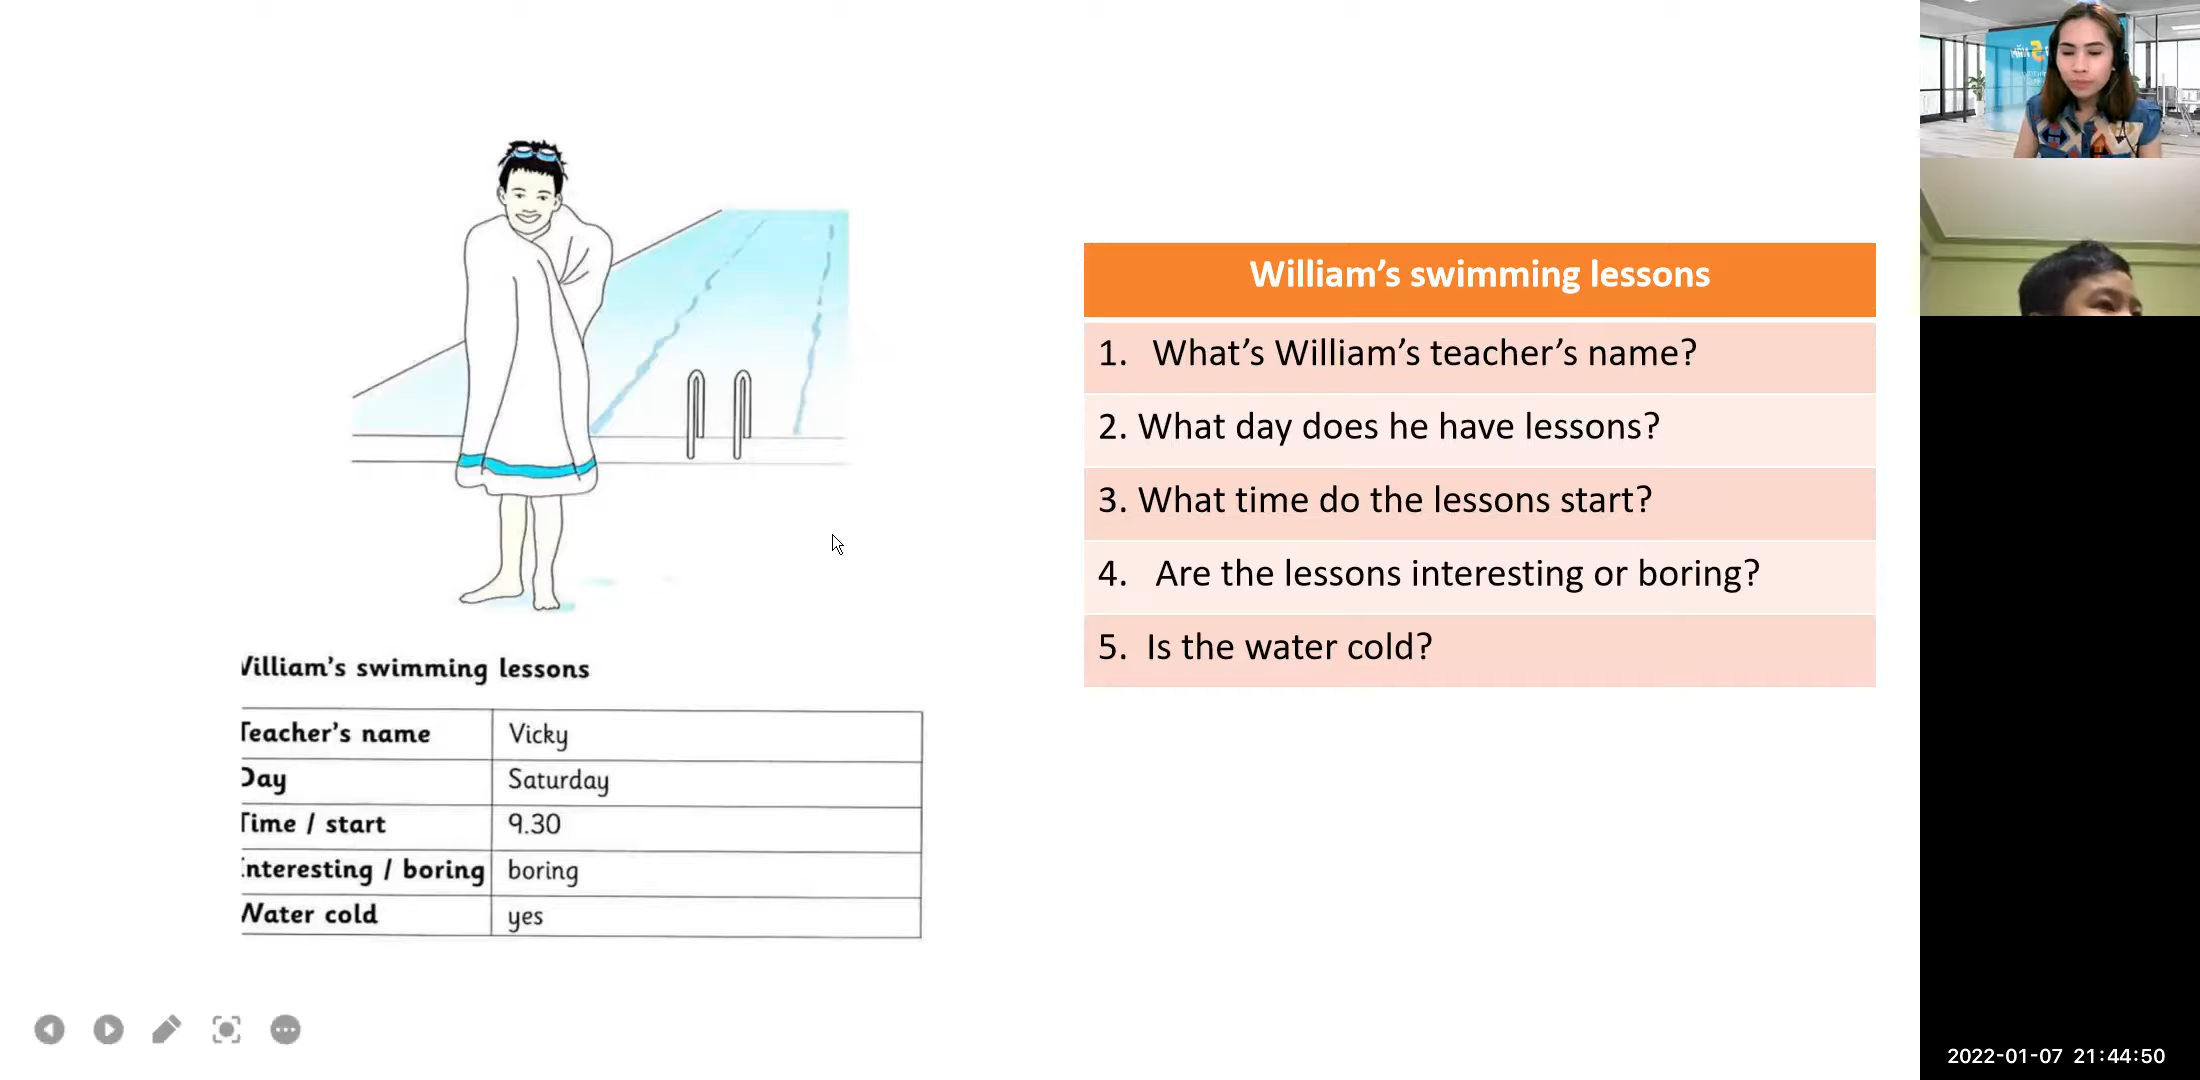 William's swimming lessons
1. What's William's teacher's name?
2. What day does he have lessons?
3. What time do the lessons start?
4. Are the lessons interesting or boring?
5. Is the water cold?
Villiam's swimming lessons
Teacher's name Vicky
Day Saturday
Time / start 9.30
Interesting / boring boring
Water cold yes
2022-01-07 21:44:50